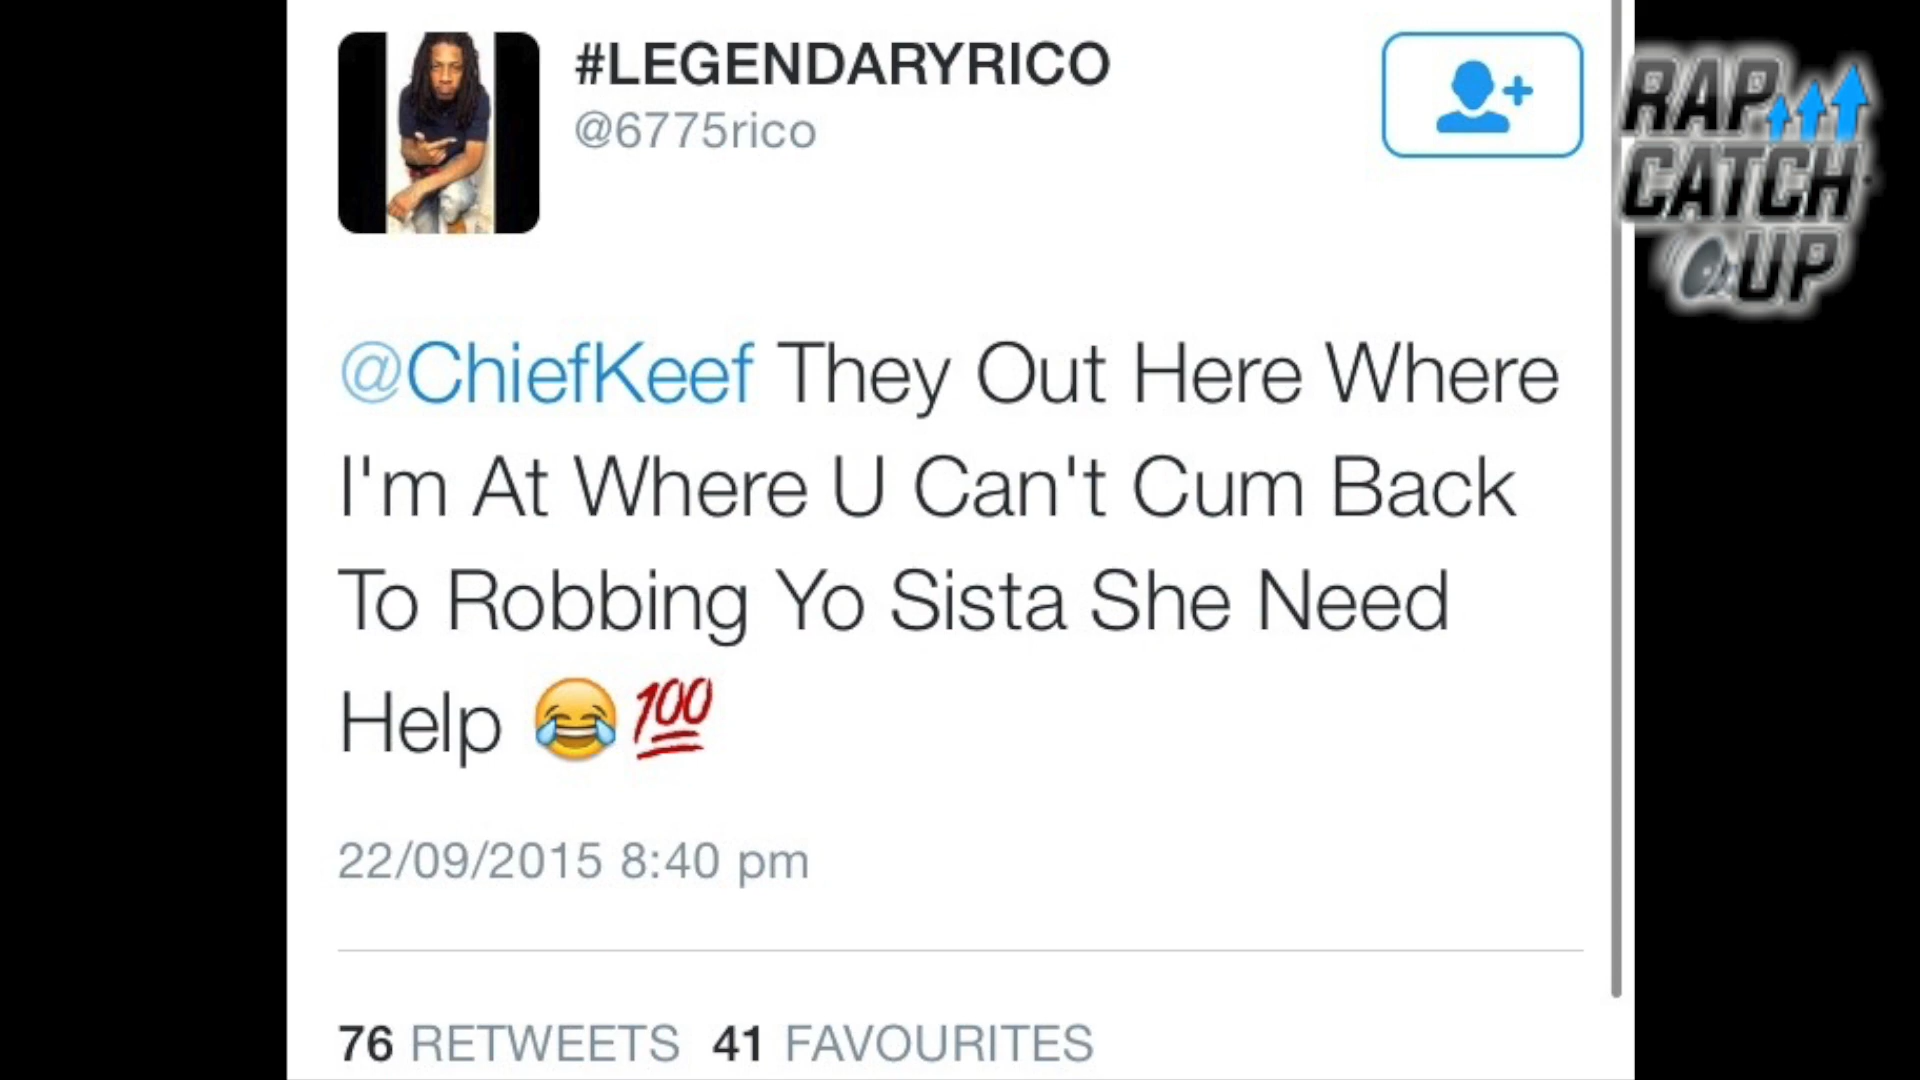 #LEGENDARYRICO
@6775rico
RAP
CATCH
UP
@ChiefKeef They Out Here Where
I'm At Where U Can't Cum Back
To Robbing Yo Sista She Need
Help 😂💯
22/09/2015 8:40 pm
76 RETWEETS 41 FAVOURITES